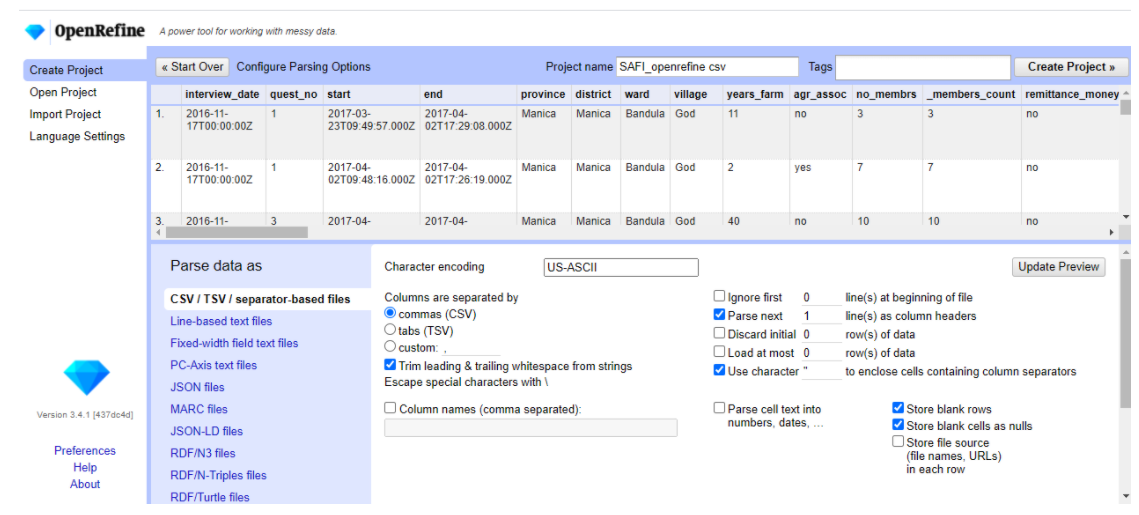 OpenRefine A power tool for working with messy data.
Create Project
Open Project
Import Project
Language Settings
« Start Over Configure Parsing Options Project name SAFI_openrefine csv Tags Create Project »
interview_date quest_no start end province district ward village years_farm agr_assoc no_membrs _members_count remittance_money
1. 2016-11-17T00:00:00Z 1 2017-03-23T09:49:57.000Z 2017-04-02T17:29:08.000Z Manica Manica Bandula God 11 no 3 3 no
2. 2016-11-17T00:00:00Z 1 2017-04-02T09:48:16.000Z 2017-04-02T17:26:19.000Z Manica Manica Bandula God 2 yes 7 7 no
3. 2016-11- 3 2017-04- 2017-04- Manica Manica Bandula God 40 no 10 10 no
Parse data as
CSV / TSV / separator-based files
Line-based text files
Fixed-width field text files
PC-Axis text files
JSON files
MARC files
JSON-LD files
RDF/N3 files
RDF/N-Triples files
RDF/Turtle files
Character encoding US-ASCII
Update Preview
Columns are separated by
commas (CSV)
tabs (TSV)
custom: ,
Trim leading & trailing whitespace from strings
Escape special characters with \
Column names (comma separated):
Ignore first 0 line(s) at beginning of file
Parse next 1 line(s) as column headers
Discard initial 0 row(s) of data
Load at most 0 row(s) of data
Use character " to enclose cells containing column separators
Parse cell text into
numbers, dates, ...
Store blank rows
Store blank cells as nulls
Store file source
(file names, URLs)
in each row
Version 3.4.1 [437dc4d]
Preferences
Help
About